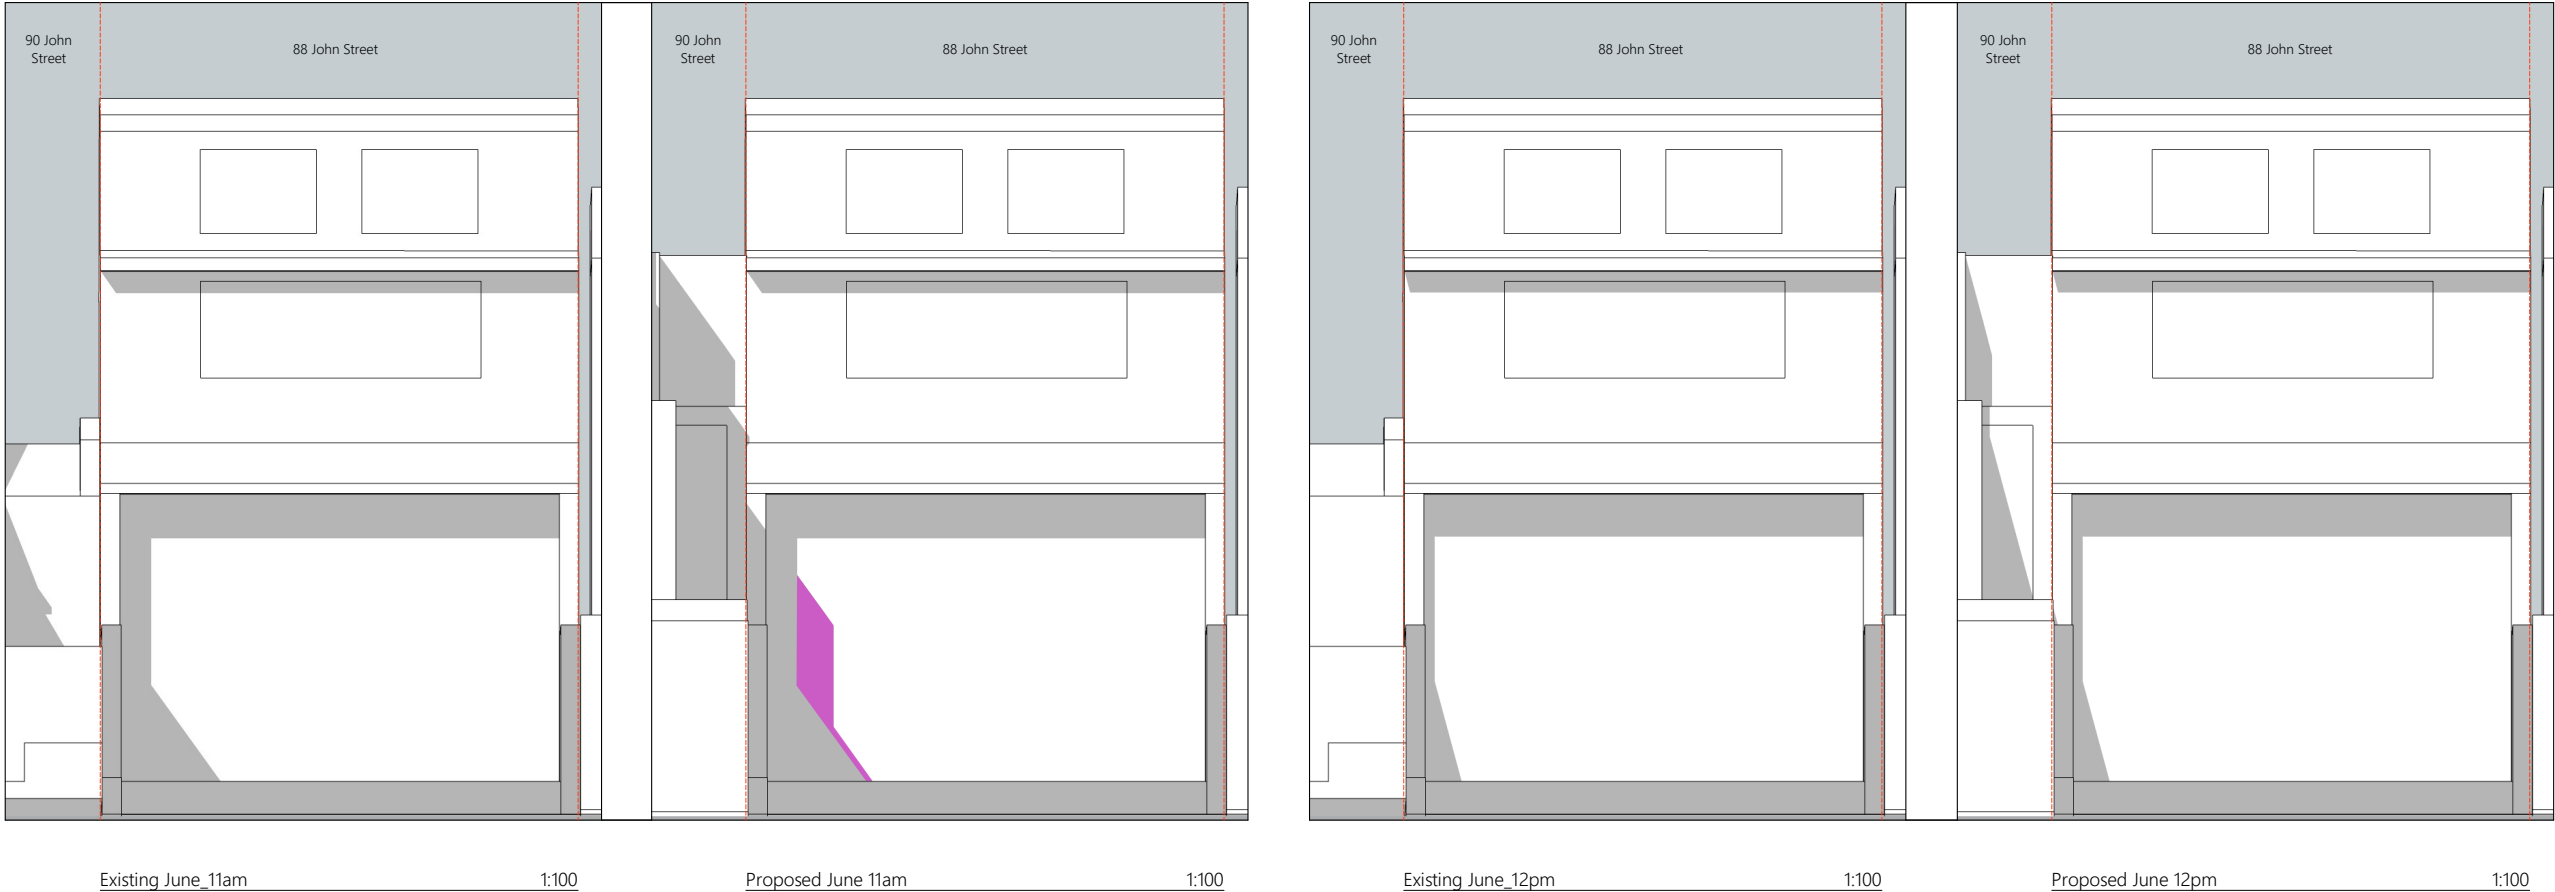 90 John
Street
88 John Street
90 John
Street
88 John Street
90 John
Street
88 John Street
90 John
Street
88 John Street
Existing June_11am 1:100
Proposed June 11am 1:100
Existing June_12pm 1:100
Proposed June 12pm 1:100